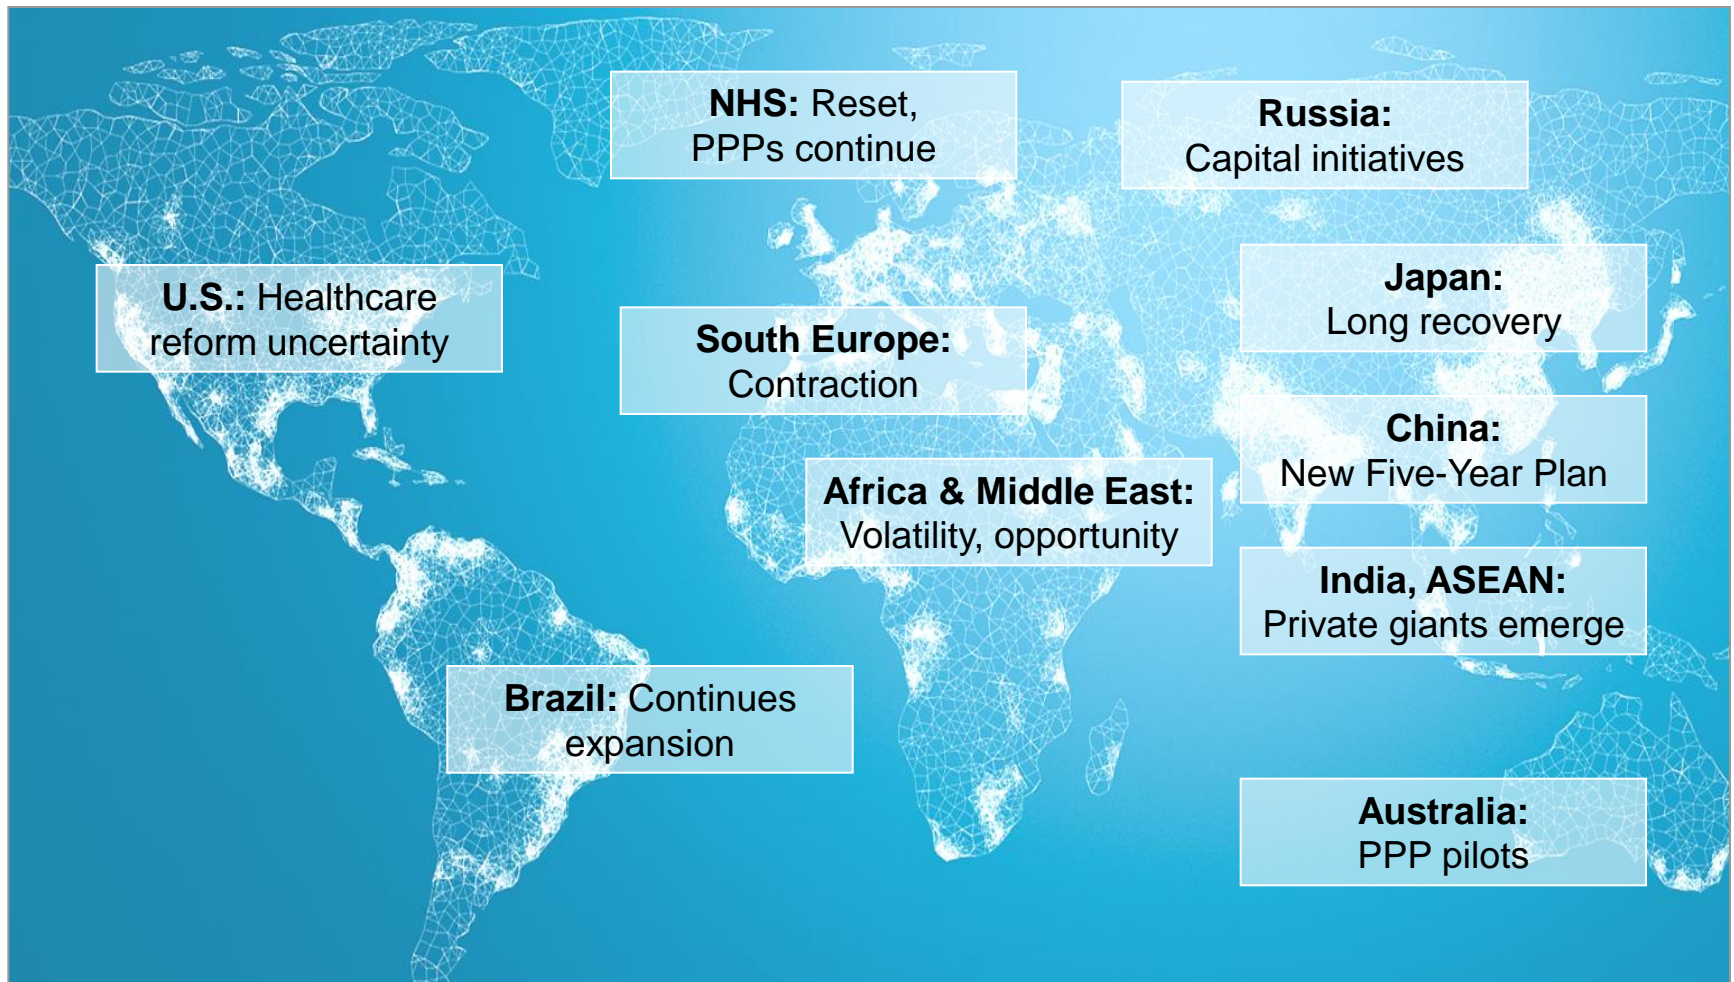 NHS: Reset,
PPPs continue
Russia:
Capital initiatives
U.S.: Healthcare
reform uncertainty
South Europe:
Contraction
Japan:
Long recovery
China:
New Five-Year Plan
Africa & Middle East:
Volatility, opportunity
India, ASEAN:
Private giants emerge
Brazil: Continues
expansion
Australia:
PPP pilots